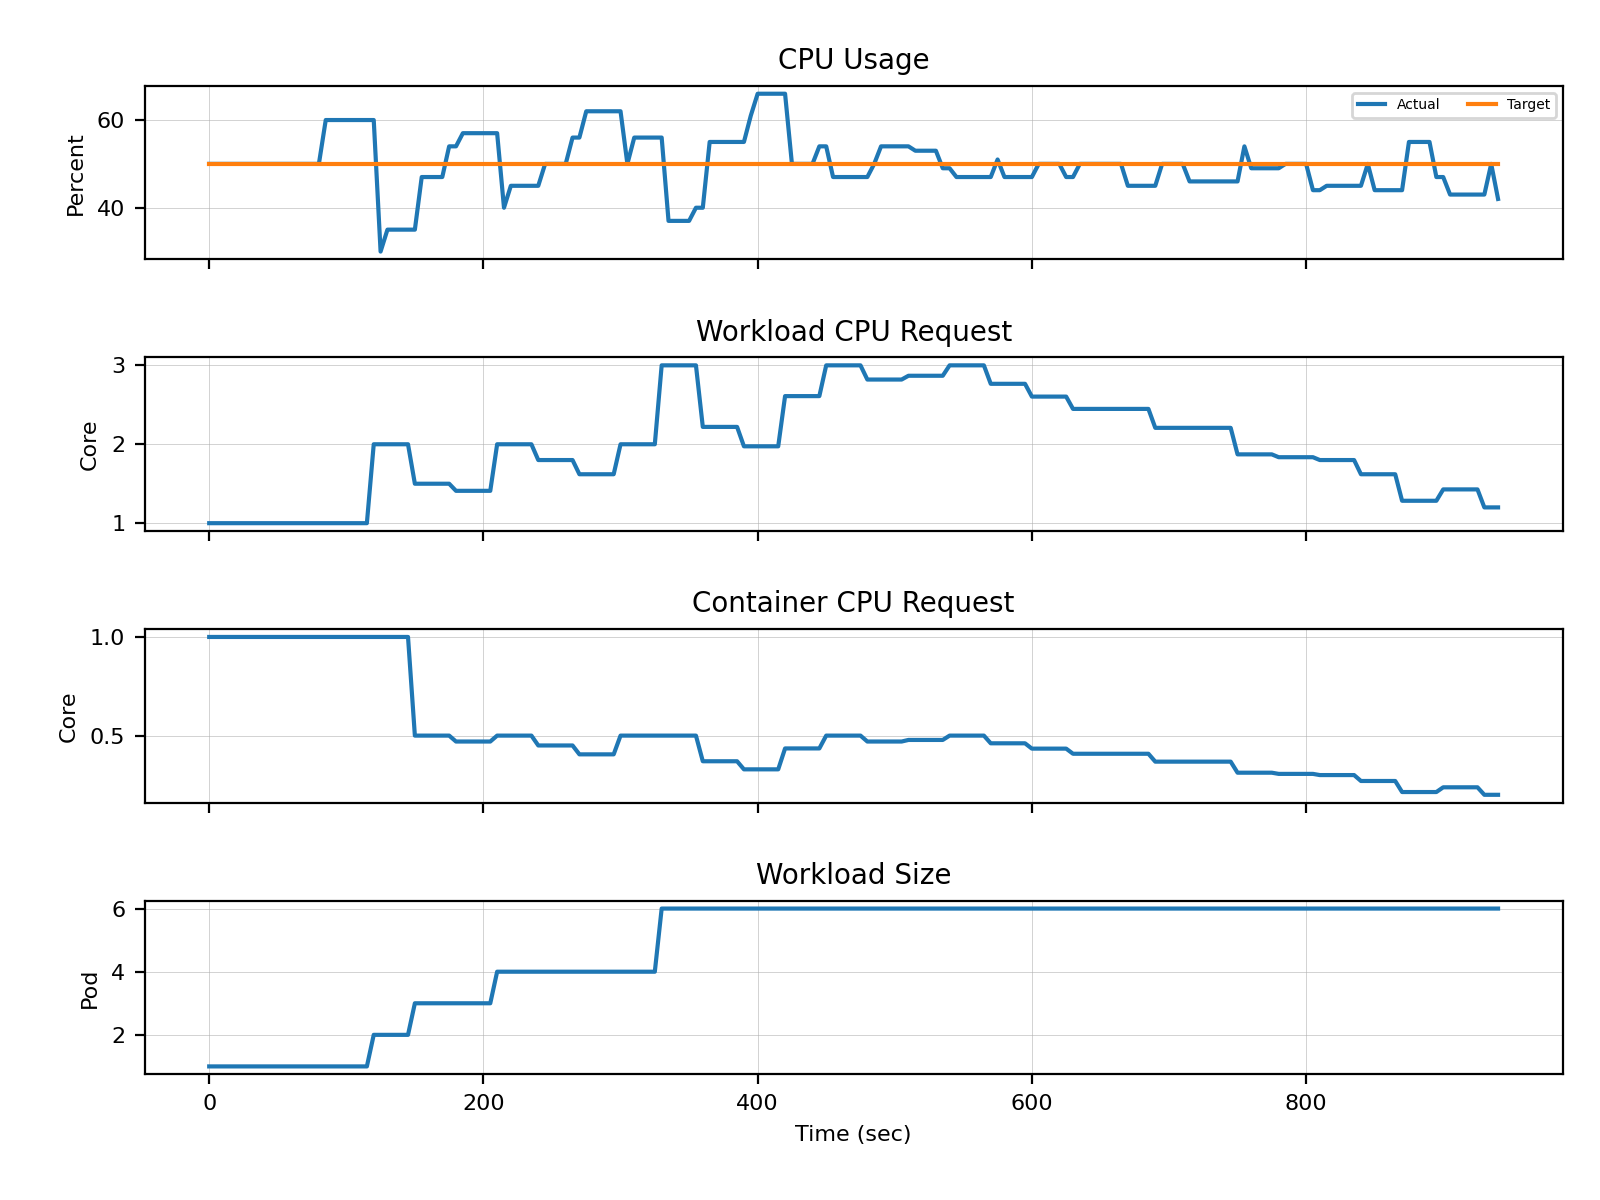 CPU Usage
Percent
60
40
Actual
Target
Workload CPU Request
Core
3
2
1
Container CPU Request
Core
1.0
0.5
Workload Size
Pod
6
4
2
0 200 400 600 800
Time (sec)